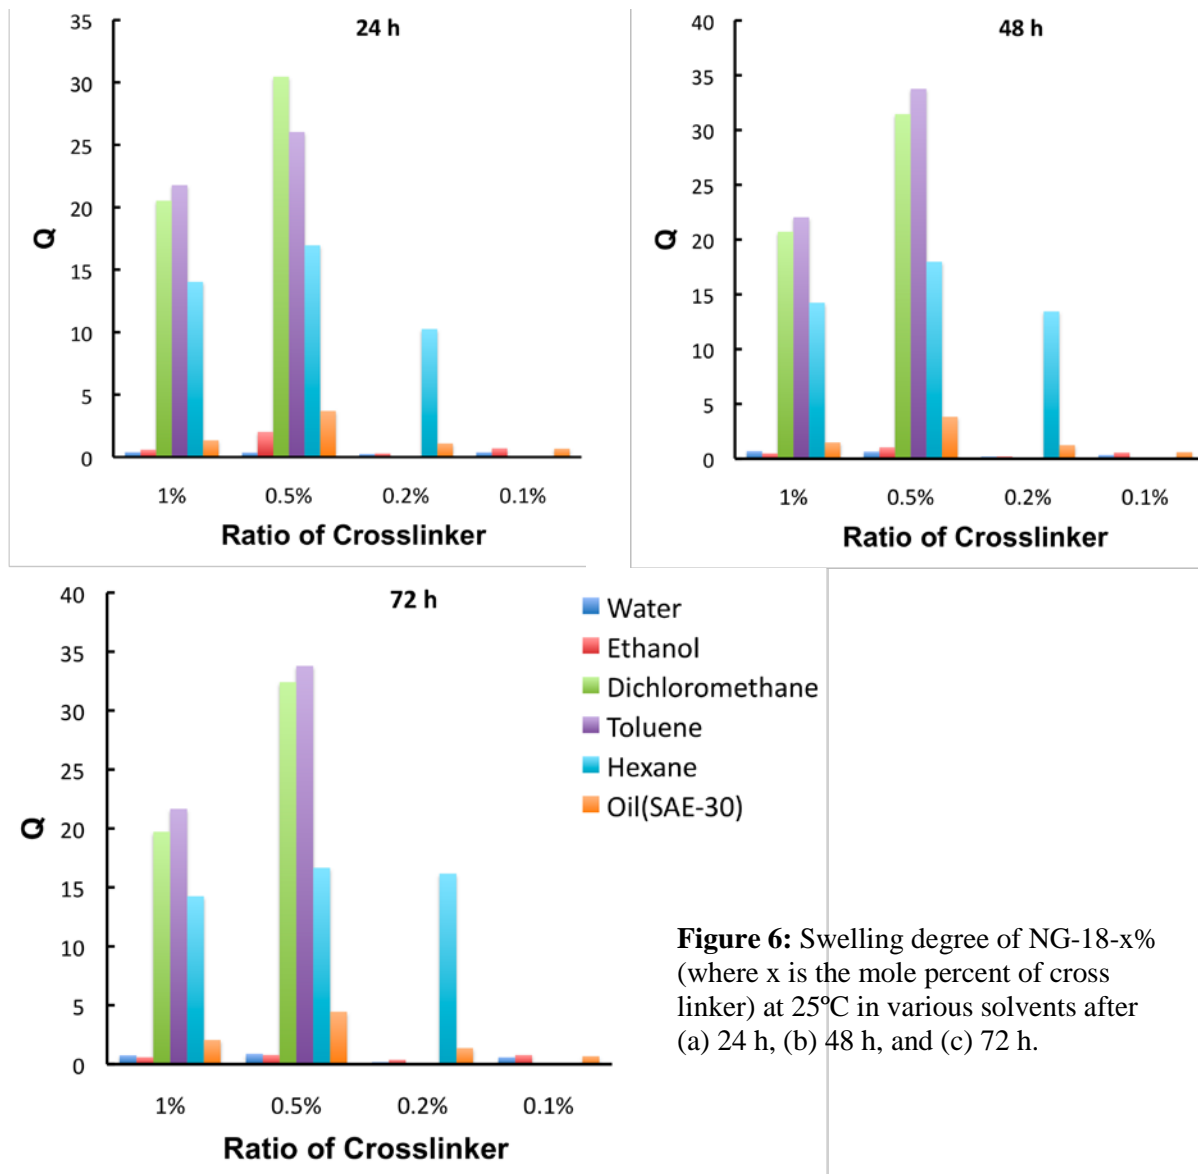 24 h
35
30
25
20
15
10
5
0
Q
1% 0.5% 0.2% 0.1%
Ratio of Crosslinker
48 h
40
35
30
25
20
15
10
5
0
Q
1% 0.5% 0.2% 0.1%
Ratio of Crosslinker
72 h
40
35
30
25
20
15
10
5
0
Q
1% 0.5% 0.2% 0.1%
Ratio of Crosslinker
Water
Ethanol
Dichloromethane
Toluene
Hexane
Oil(SAE-30)
Figure 6: Swelling degree of NG-18-x%
(where x is the mole percent of cross
linker) at 25ºC in various solvents after
(a) 24 h, (b) 48 h, and (c) 72 h.